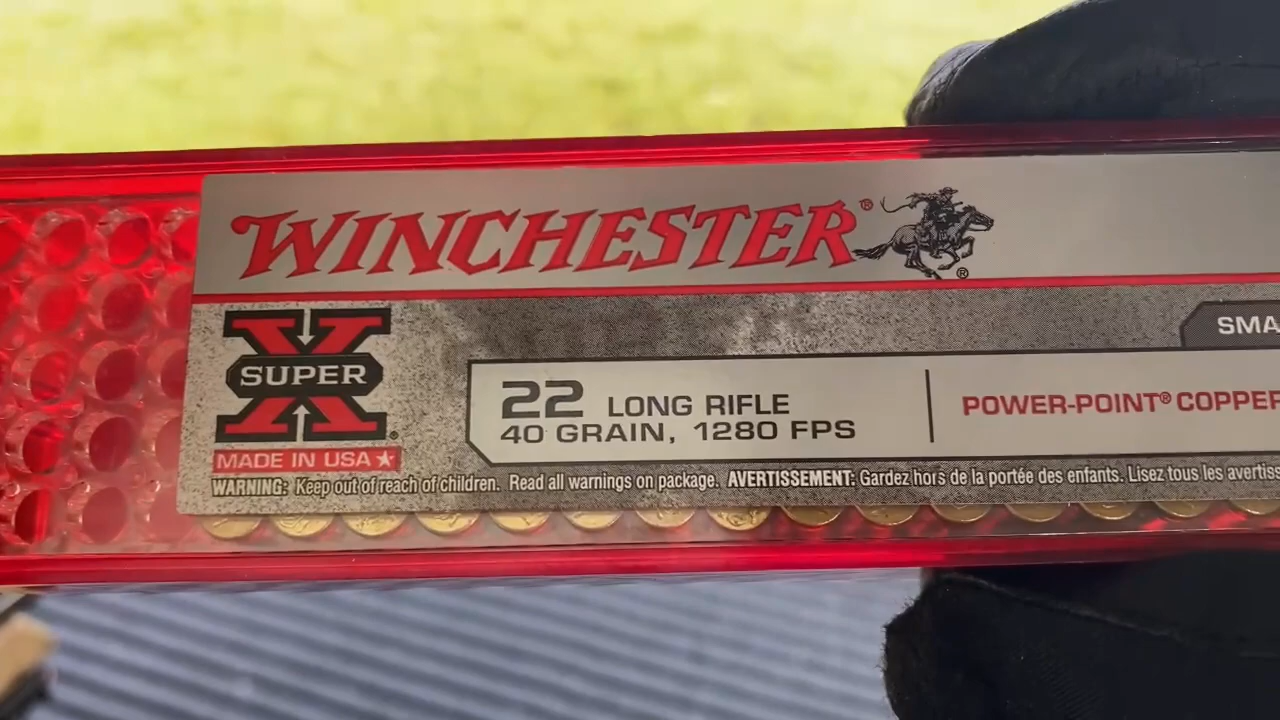 WINCHESTER®
®
X
SUPER
®
MADE IN USA
SMA
22 LONG RIFLE
40 GRAIN, 1280 FPS
POWER-POINT® COPPER
WARNING: Keep out of reach of children. Read all warnings on package. AVERTISSEMENT: Gardez hors de la portée des enfants. Lisez tous les avertiss